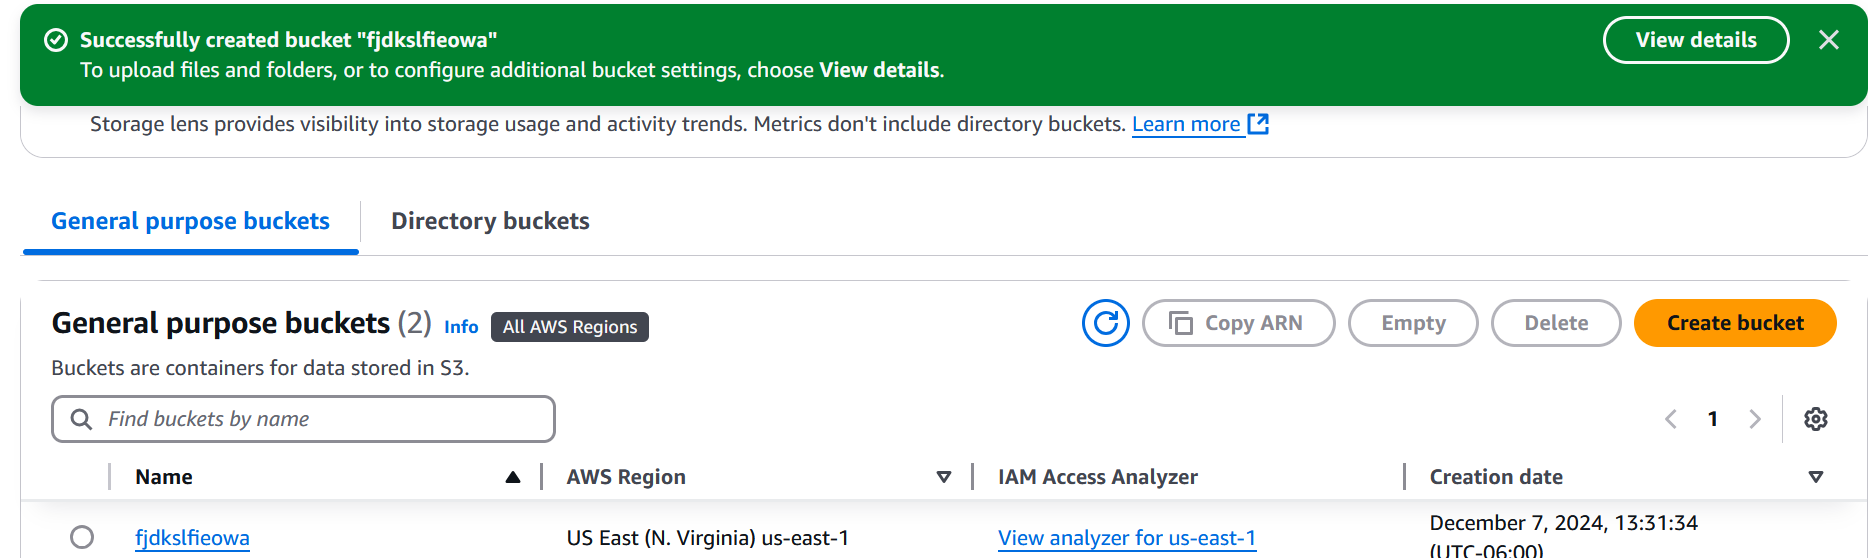 Successfully created bucket "fjdkslfieowa"
To upload files and folders, or to configure additional bucket settings, choose View details.
View details
Storage lens provides visibility into storage usage and activity trends. Metrics don't include directory buckets. Learn more
General purpose buckets
Directory buckets
General purpose buckets (2) Info All AWS Regions
Copy ARN
Empty
Delete
Create bucket
Buckets are containers for data stored in S3.
Find buckets by name
1
Name
AWS Region
IAM Access Analyzer
Creation date
fjdkslfieowa
US East (N. Virginia) us-east-1
View analyzer for us-east-1
December 7, 2024, 13:31:34
(UTC-06:00)